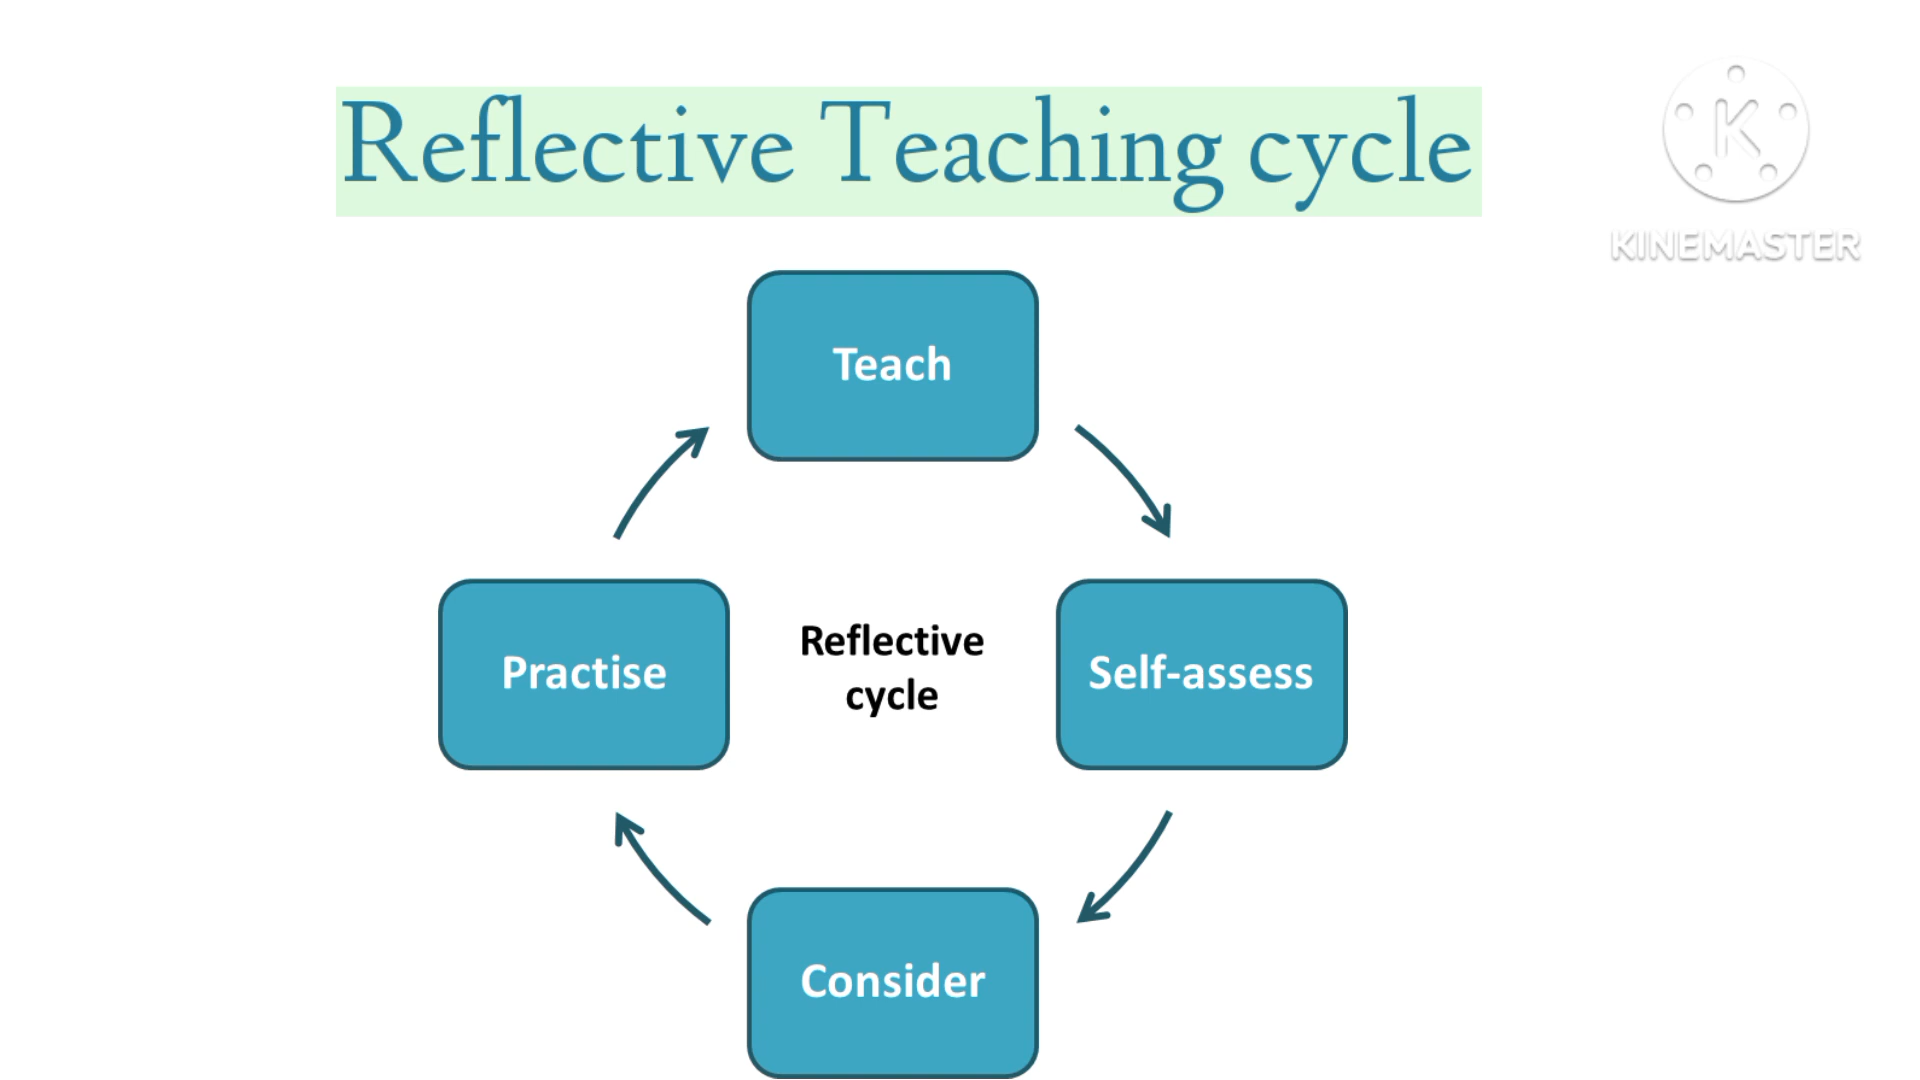 Reflective Teaching cycle
K
KINEMASTER
Teach
Practise
Reflective
cycle
Self-assess
Consider